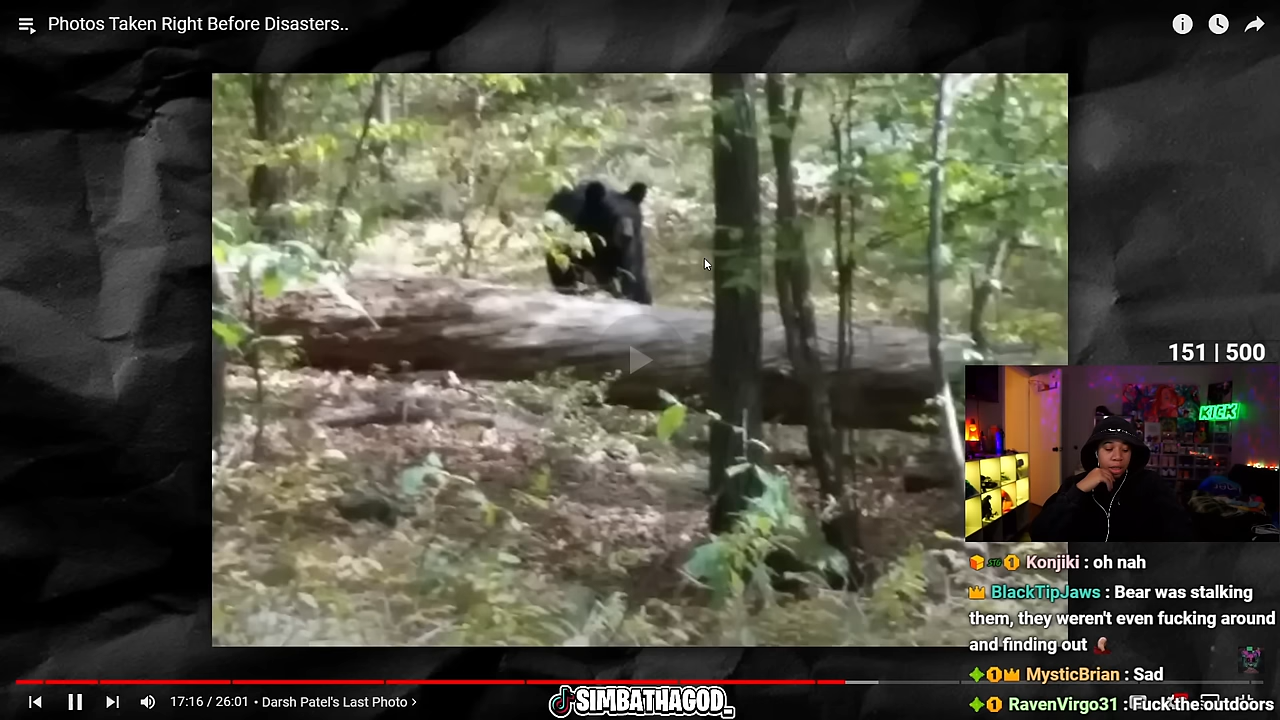 Photos Taken Right Before Disasters..
151 | 500
KICK
Konjiki : oh nah
BlackTipJaws : Bear was stalking
them, they weren't even fucking around
and finding out
MysticBrian : Sad
RavenVirgo31 : Fuck the outdoors
17:16 / 26:01 • Darsh Patel's Last Photo ›
SIMBATHAGOD_